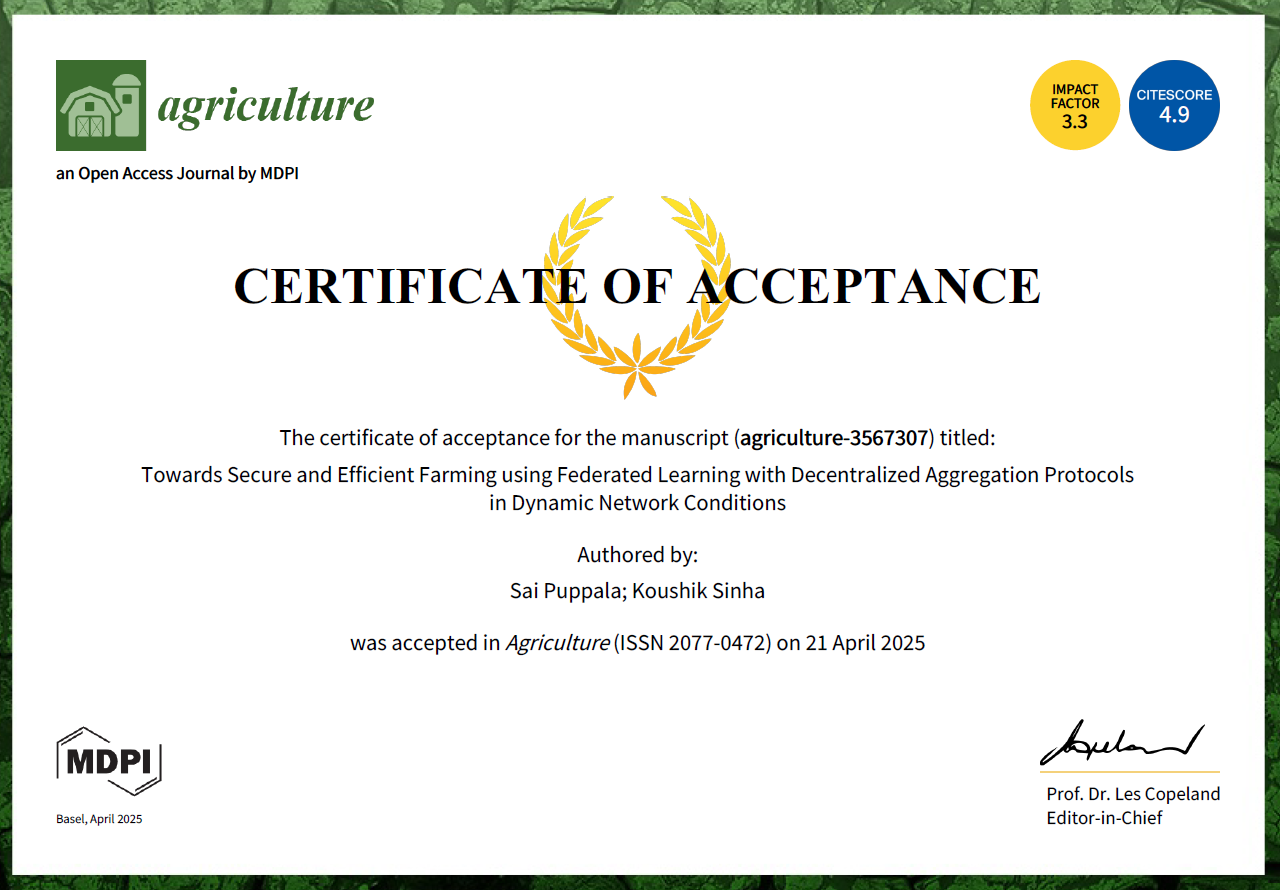 agriculture
an Open Access Journal by MDPI
IMPACT
FACTOR
3.3
CITESCORE
4.9
CERTIFICATE OF ACCEPTANCE
The certificate of acceptance for the manuscript (agriculture-3567307) titled:
Towards Secure and Efficient Farming using Federated Learning with Decentralized Aggregation Protocols
in Dynamic Network Conditions
Authored by:
Sai Puppala; Koushik Sinha
was accepted in Agriculture (ISSN 2077-0472) on 21 April 2025
MDPI
Basel, April 2025
Prof. Dr. Les Copeland
Editor-in-Chief